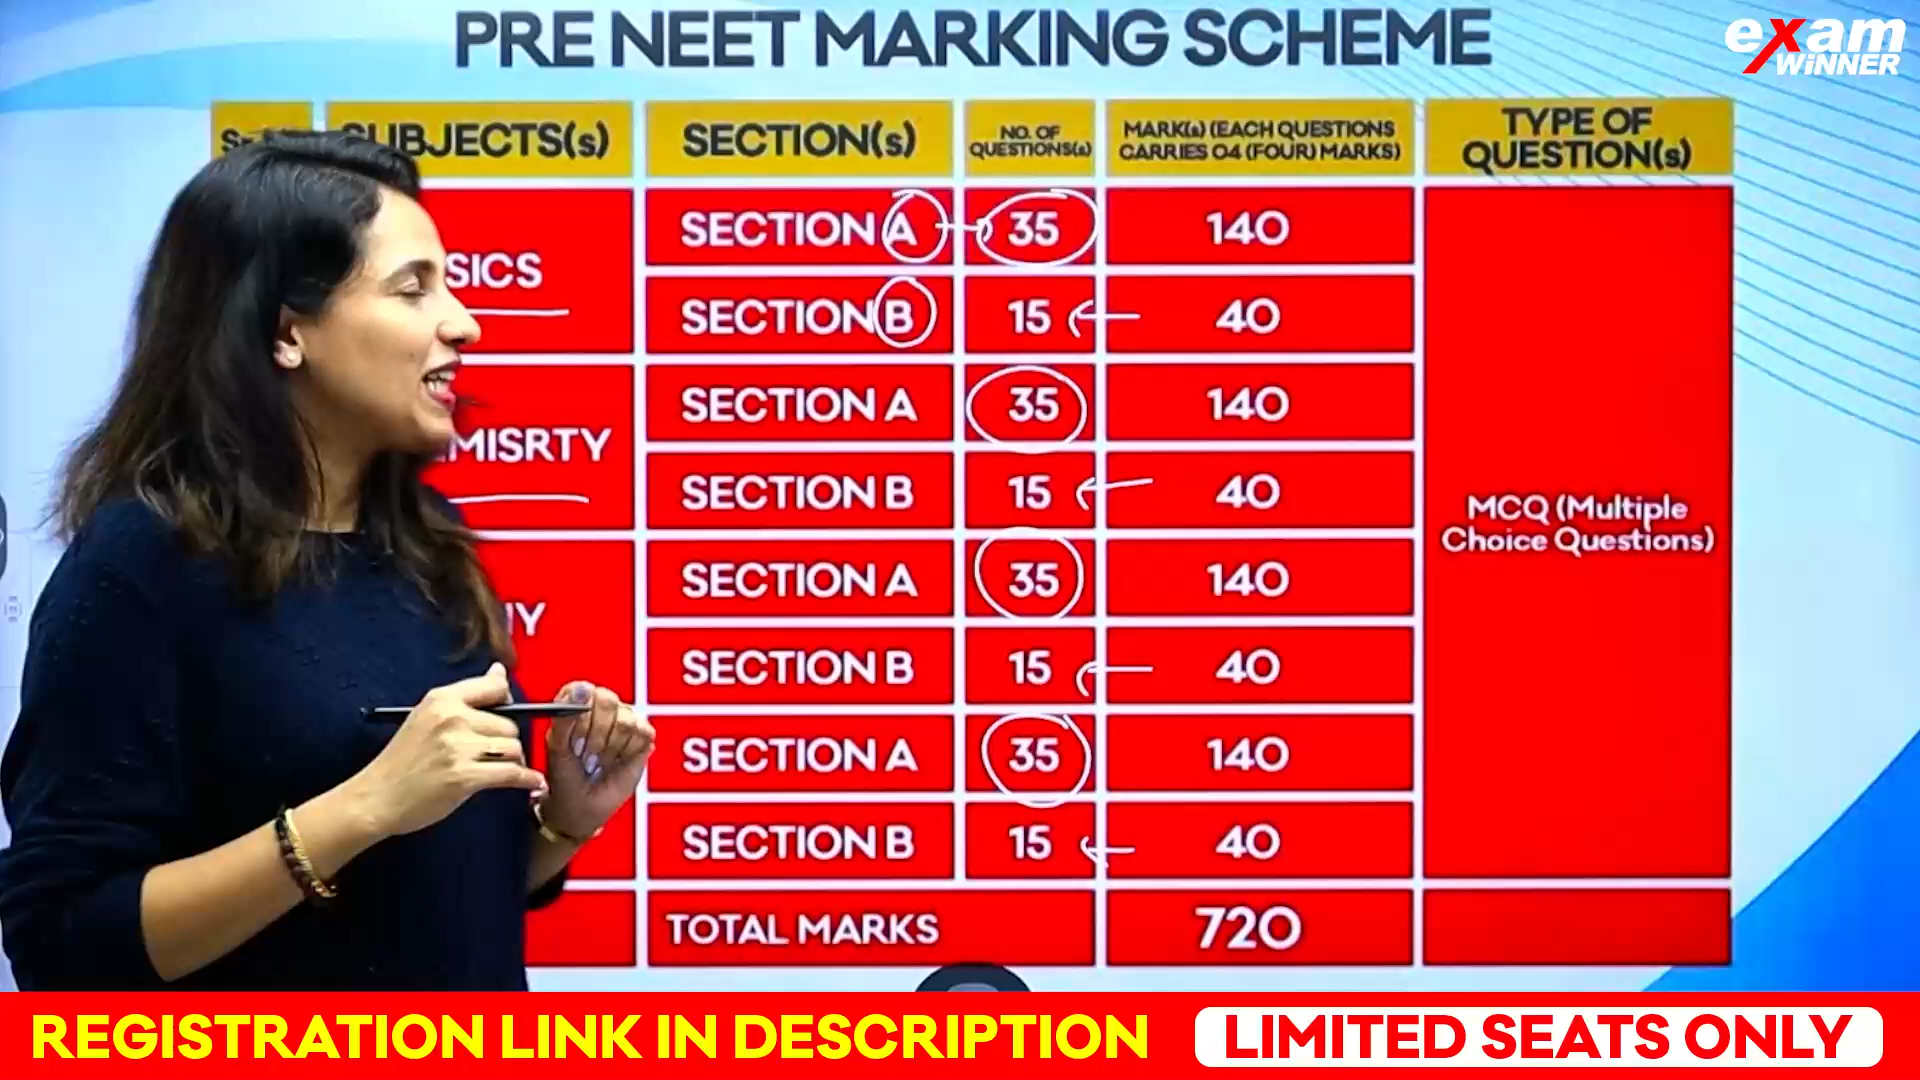 PRE NEET MARKING SCHEME
exam
WiNNER
SUBJECTS(s)
SECTION(s)
NO. OF
QUESTIONS(s)
MARK(s) (EACH QUESTIONS
CARRIES 04 (FOUR) MARKS)
TYPE OF
QUESTION(s)
SICS
SECTION A
35
140
SECTION B
15
40
MISRTY
SECTION A
35
140
SECTION B
15
40
NY
SECTION A
35
140
SECTION B
15
40
SECTION A
35
140
SECTION B
15
40
MCQ (Multiple
Choice Questions)
TOTAL MARKS
720
REGISTRATION LINK IN DESCRIPTION
LIMITED SEATS ONLY